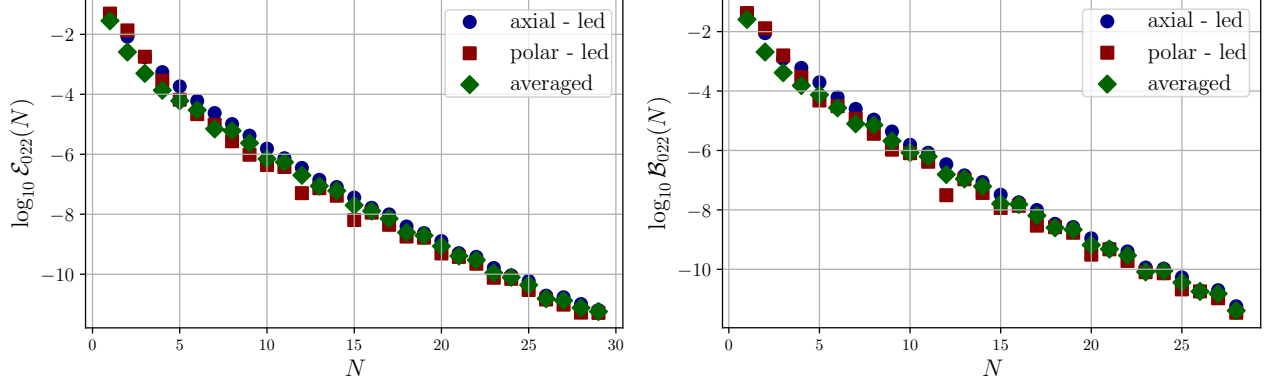 log₁₀ ℰ₀₂₂(N)
−2
−4
−6
−8
−10
0 5 10 15 20 25 30
N
axial - led
polar - led
averaged
log₁₀ ℬ₀₂₂(N)
−2
−4
−6
−8
−10
0 5 10 15 20 25
N
axial - led
polar - led
averaged